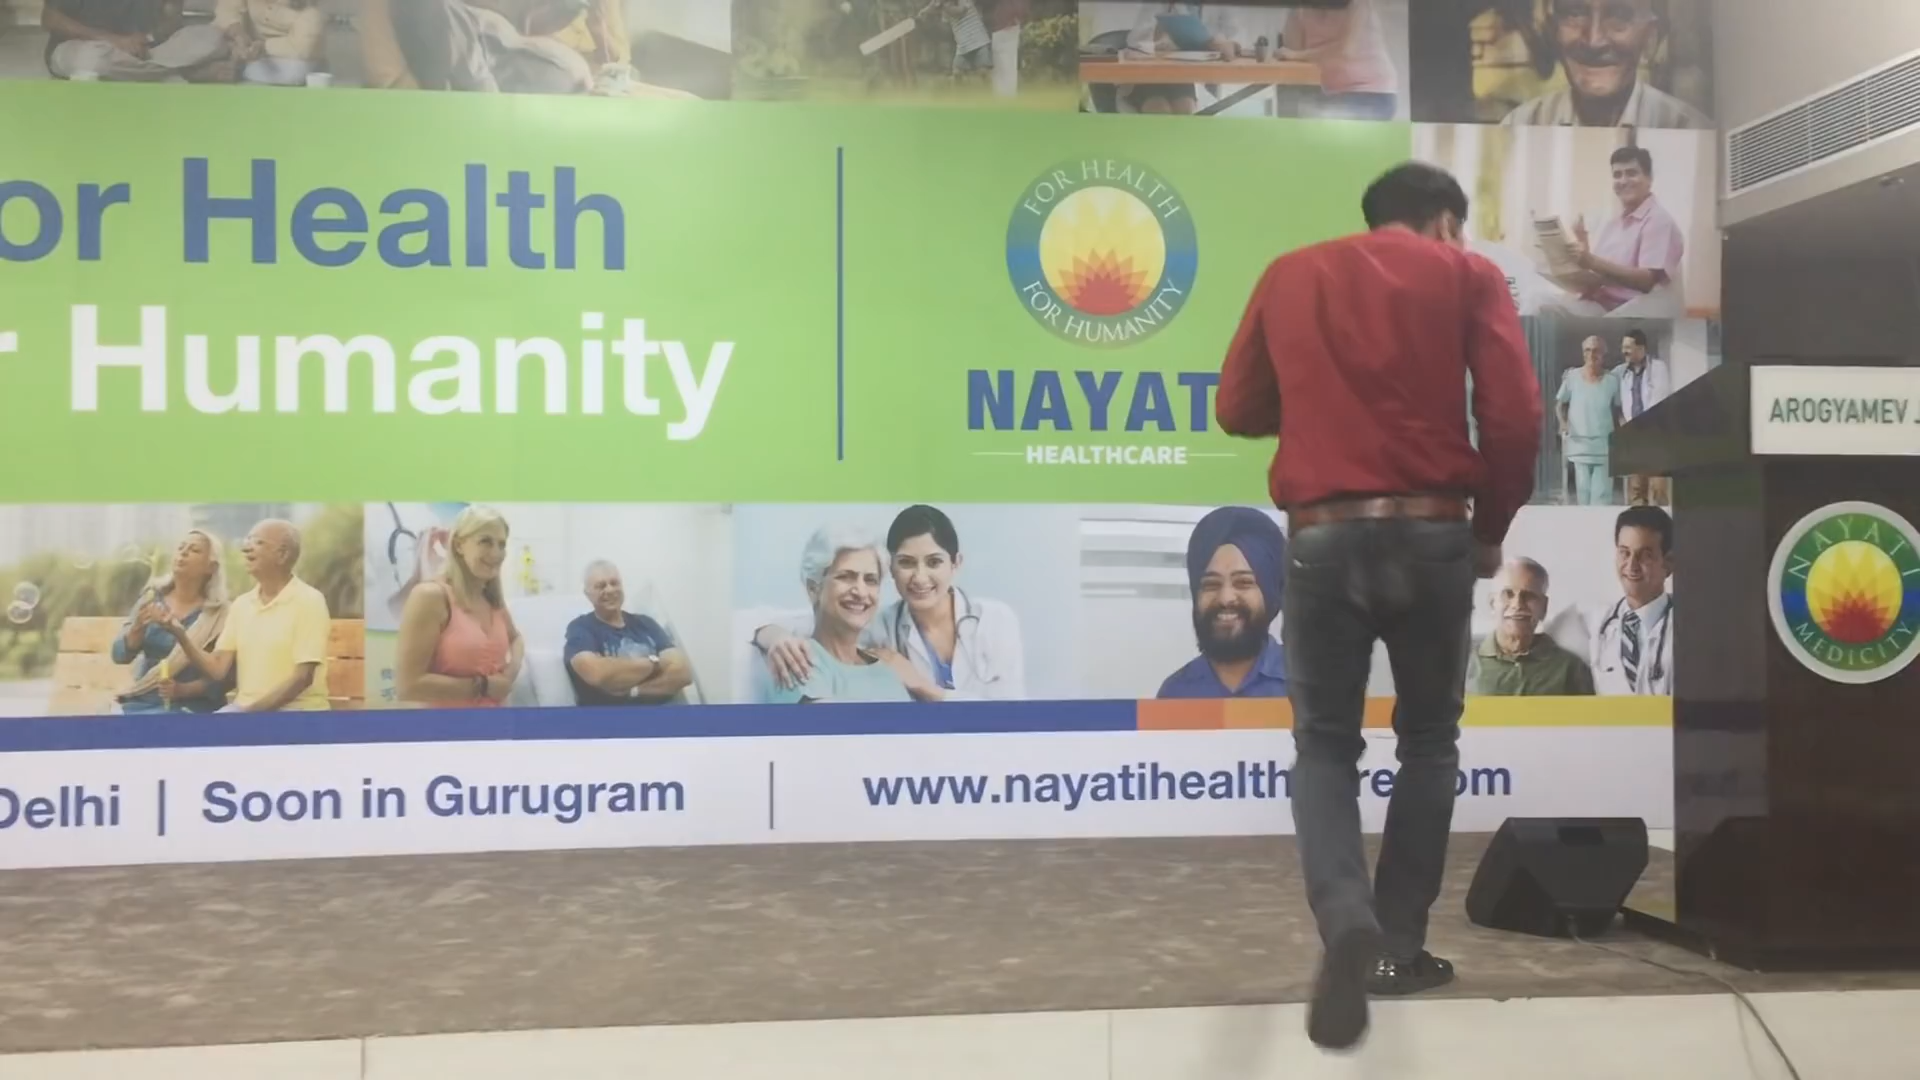 or Health
r Humanity
FOR HEALTH
FOR HUMANITY
NAYAT
HEALTHCARE
AROGYAMEV
NAYATI
MEDICITY
Delhi | Soon in Gurugram | www.nayatihealth re om